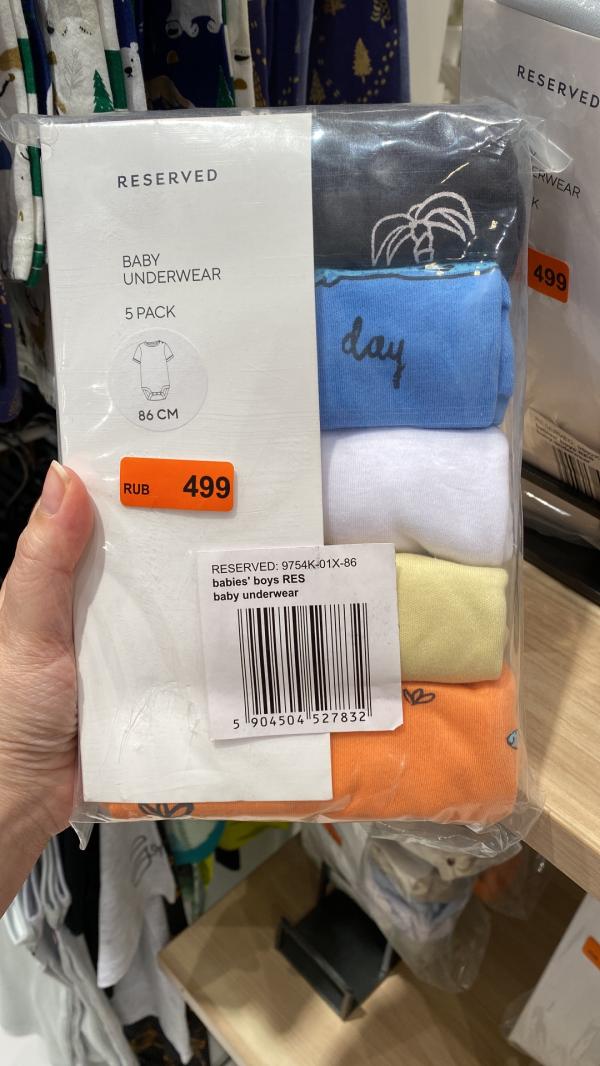 RESERVED
BABY
UNDERWEAR
5 PACK
86 CM
RUB 499
RESERVED: 9754K-01X-86
babies' boys RES
baby underwear
5 904504 527832
day
RESERVED
ERWEAR
K
499